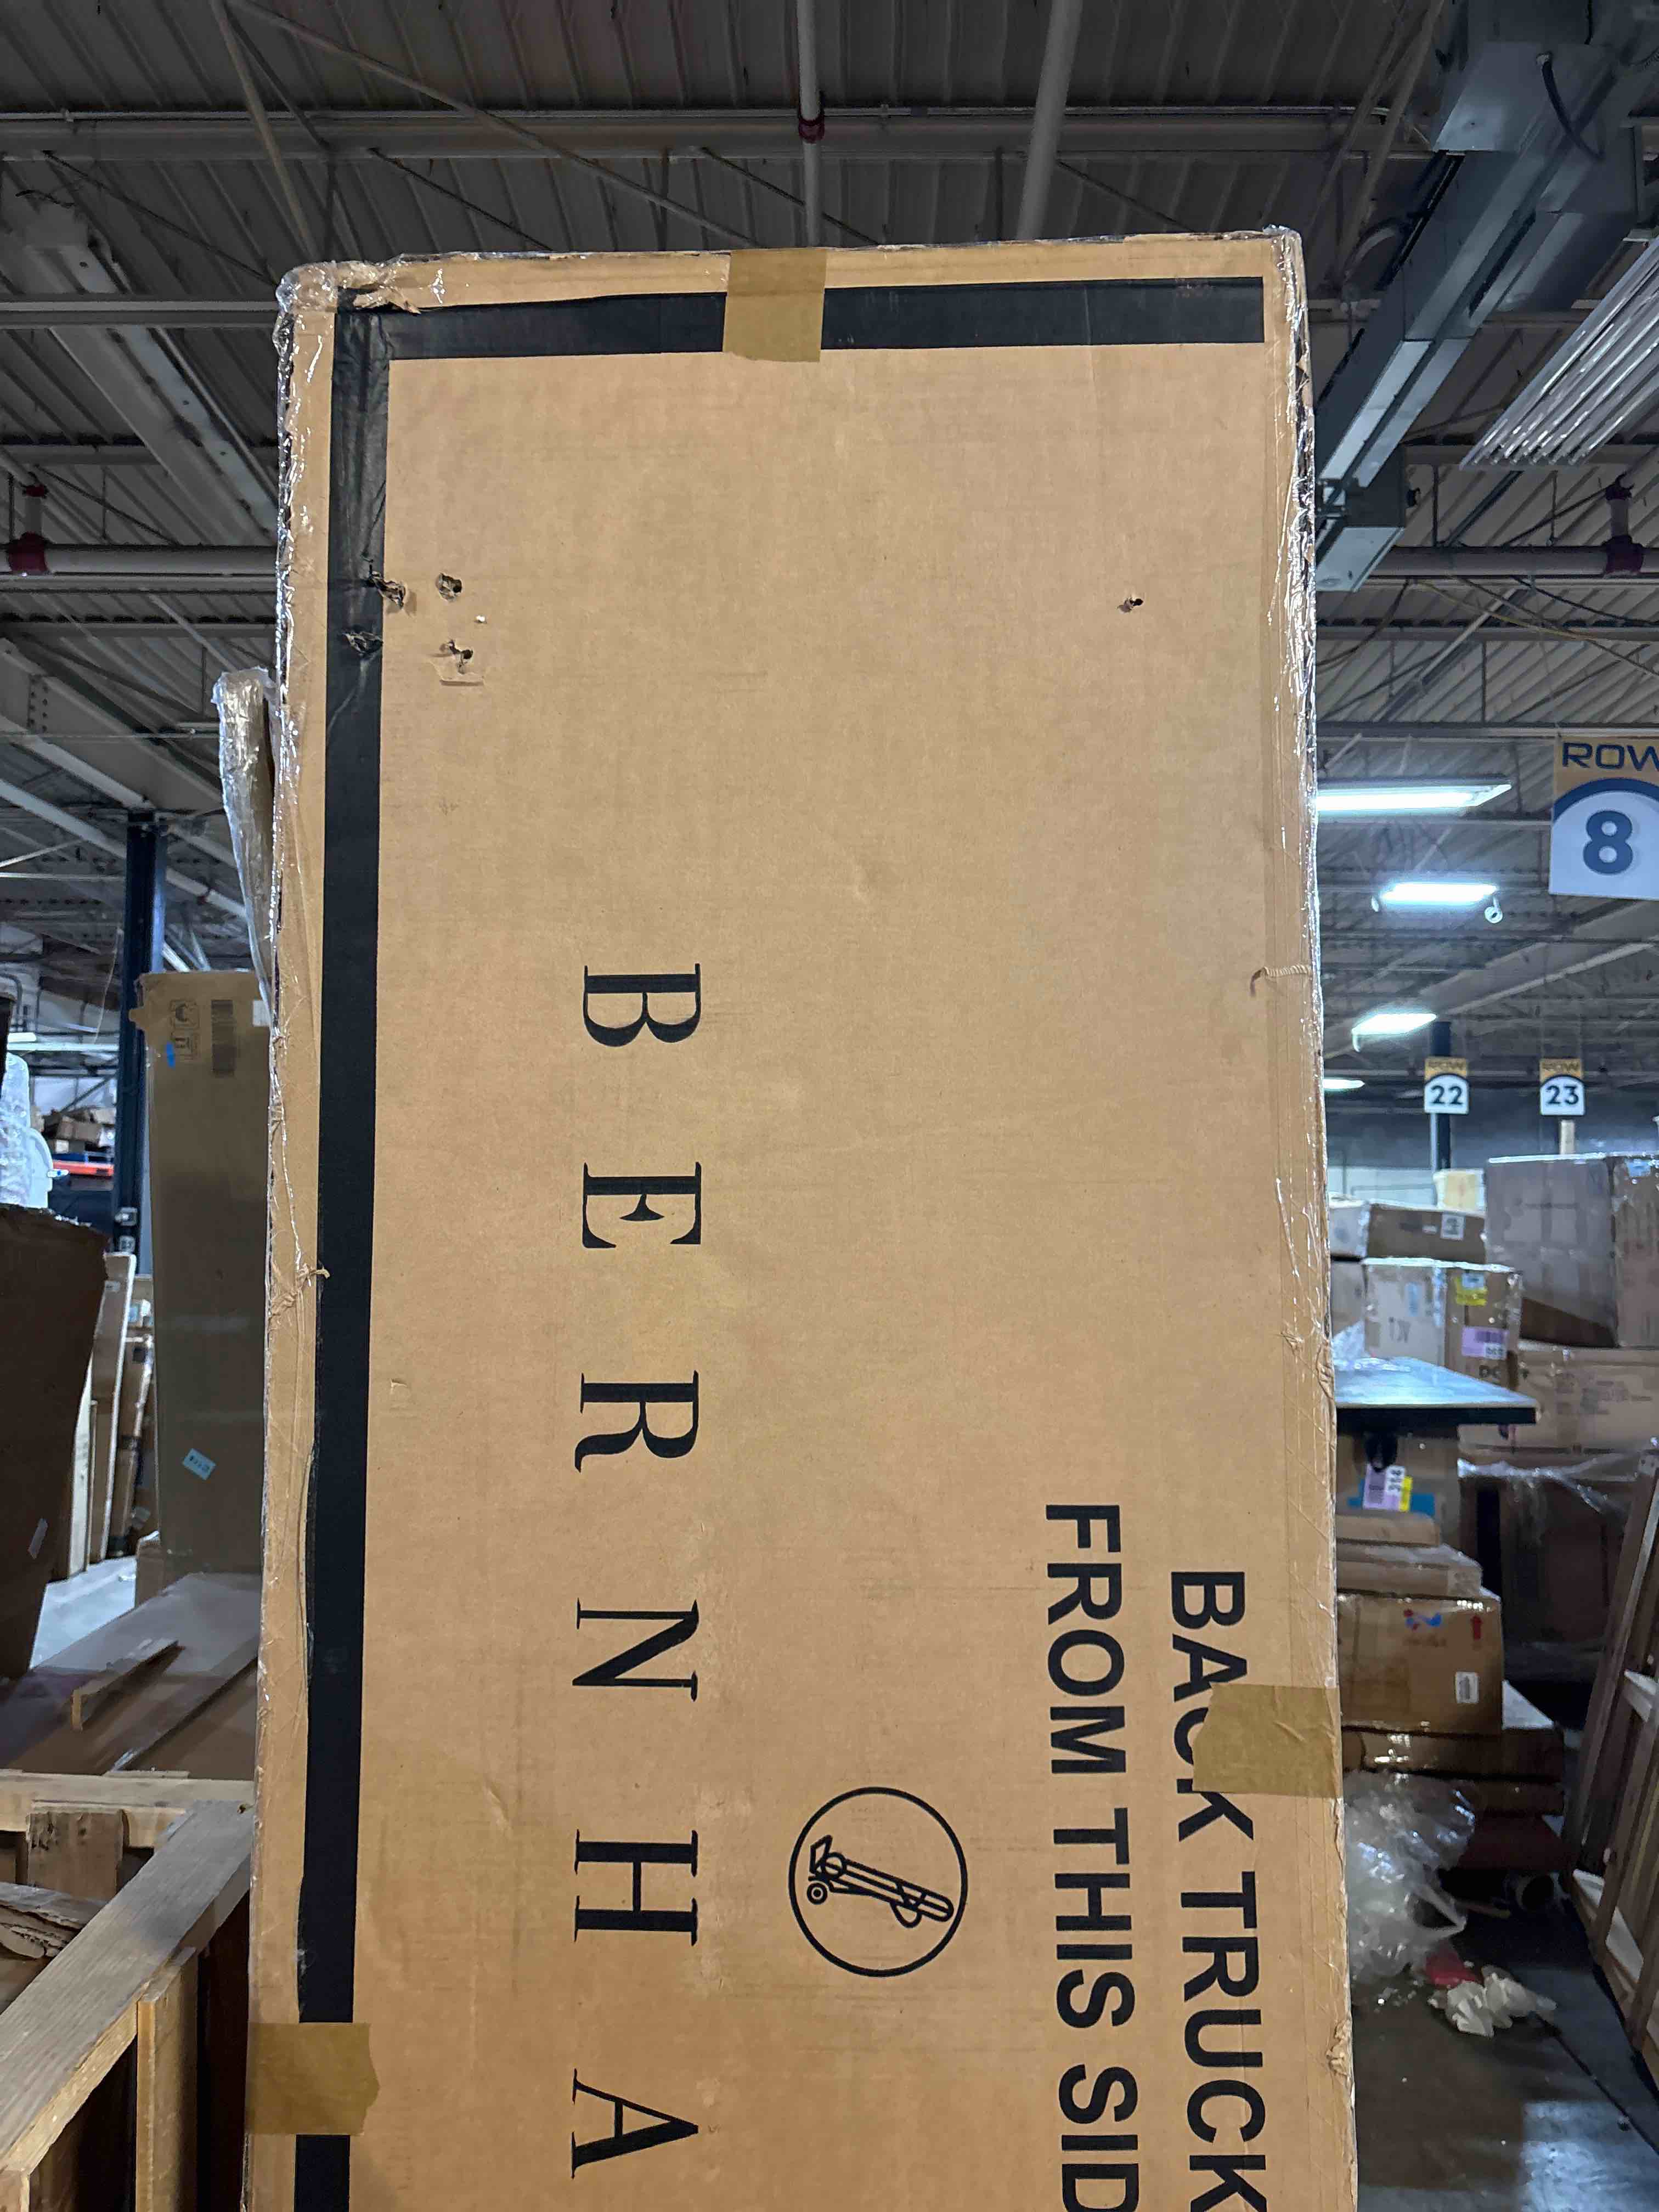 BERNHA
BACK TRUCK
FROM THIS SID
ROW
8
ROW
22
ROW
23